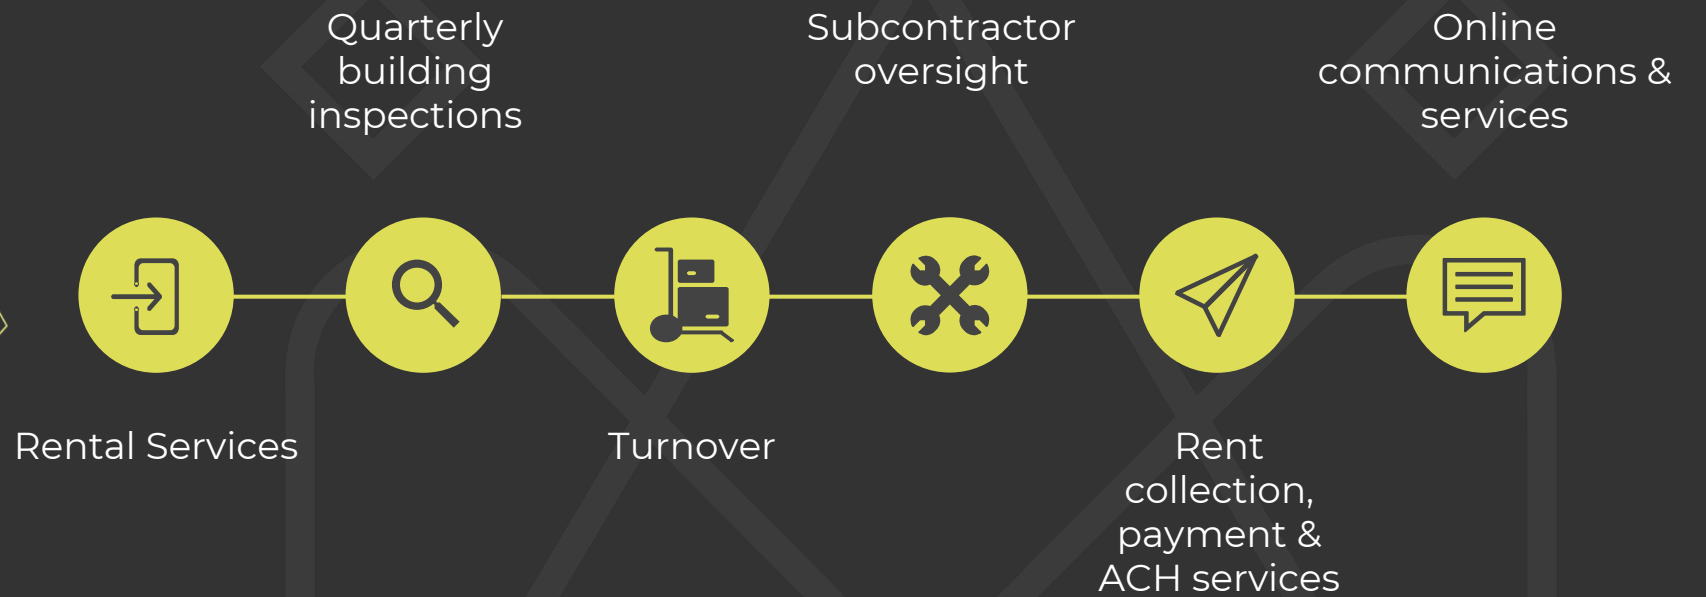 Quarterly
building
inspections
Subcontractor
oversight
Online
communications &
services
Rental Services
Turnover
Rent
collection,
payment &
ACH services